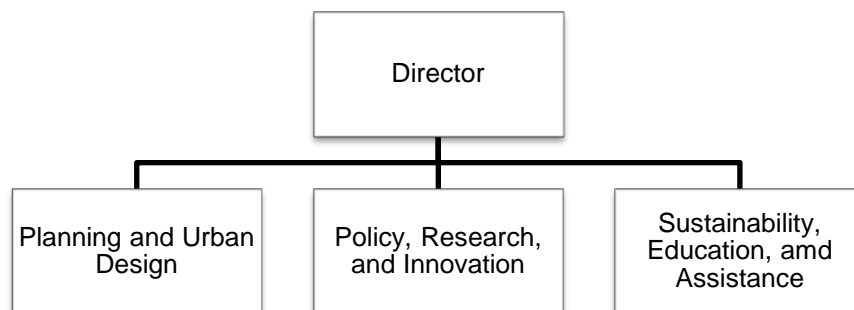 Director
Planning and Urban
Design
Policy, Research,
and Innovation
Sustainability,
Education, amd
Assistance